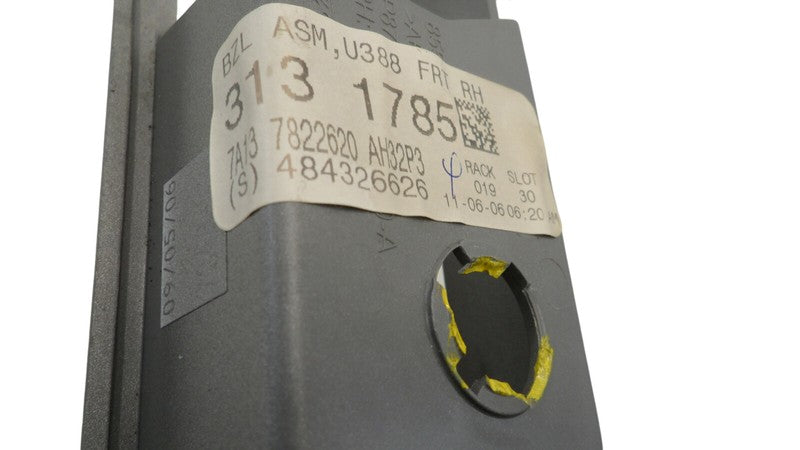 BZL ASM,U388 FRT RH
313 1785
7A13 7822620 AH32P3
(S) 484326626
RACK SLOT
019 30
11-06-06 06:20 AM
09/05/06